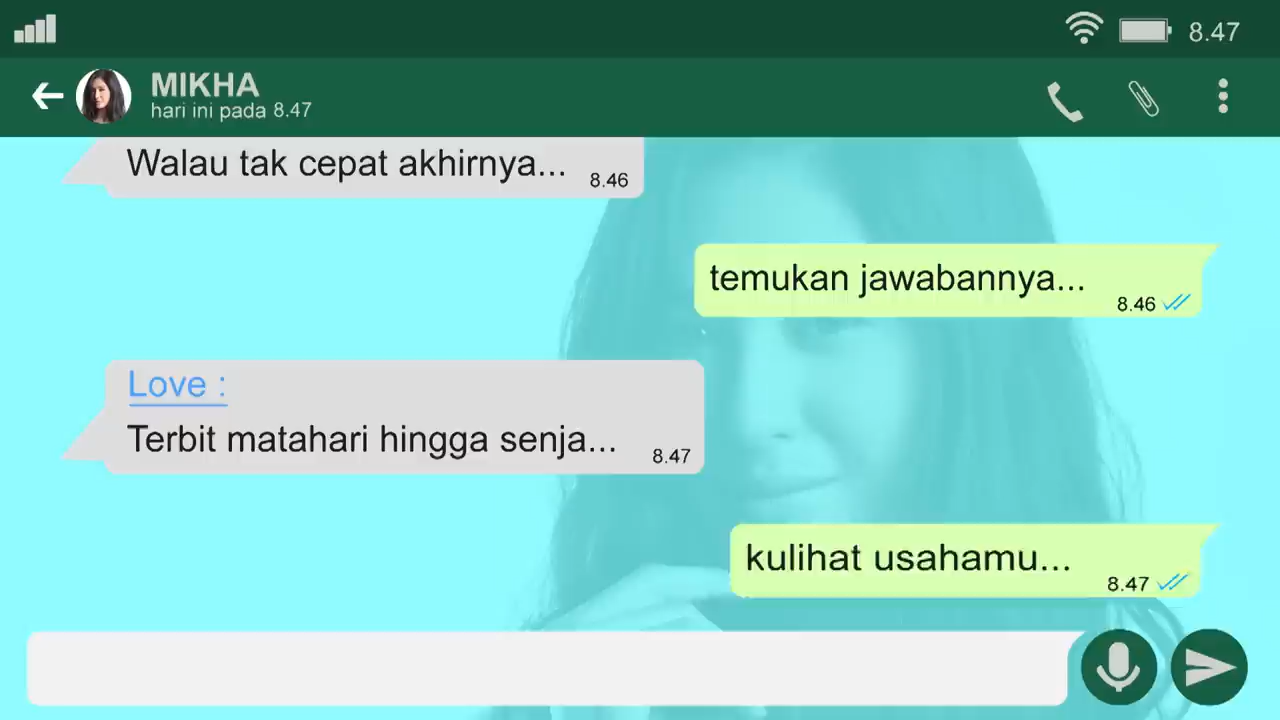 8.47
MIKHA
hari ini pada 8.47
Walau tak cepat akhirnya...
8.46
temukan jawabannya...
8.46
Love :
Terbit matahari hingga senja...
8.47
kulihat usahamu...
8.47